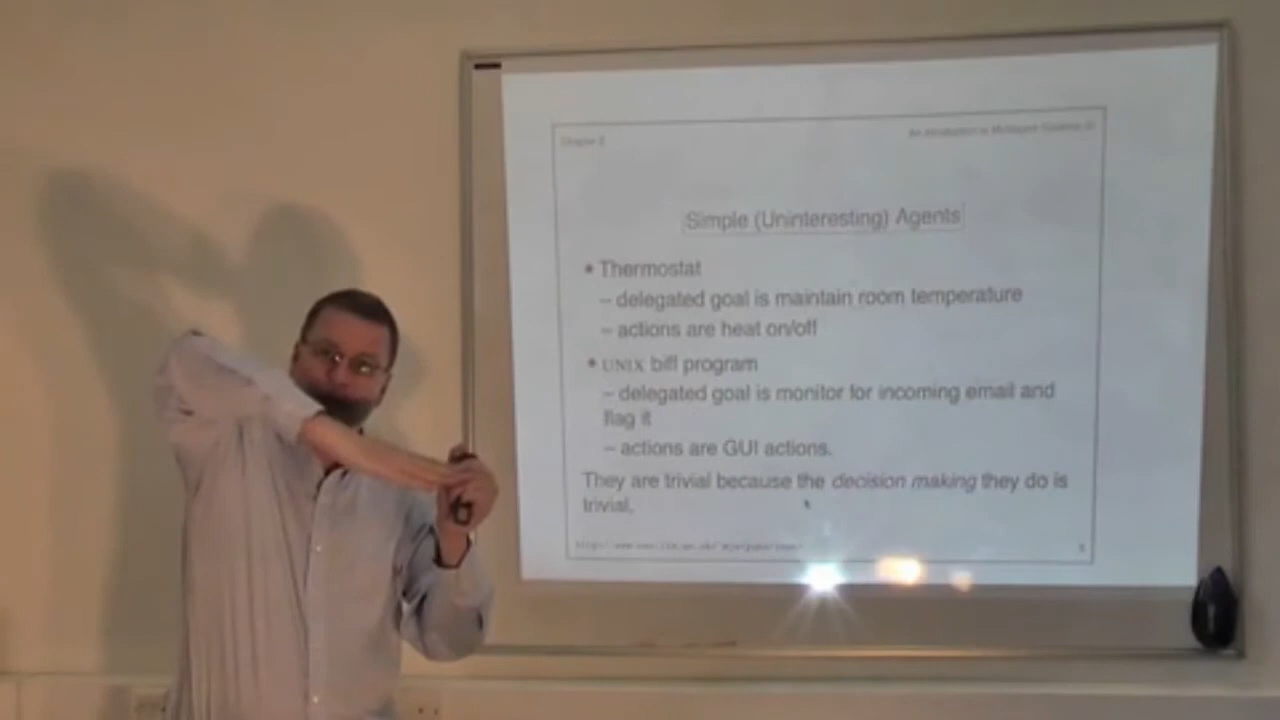 Chapter 2
An Introduction to Multiagent Systems
Simple (Uninteresting) Agents
• Thermostat
– delegated goal is maintain room temperature
– actions are heat on/off
• UNIX biff program
– delegated goal is monitor for incoming email and
flag it
– actions are GUI actions.
They are trivial because the decision making they do is
trivial.